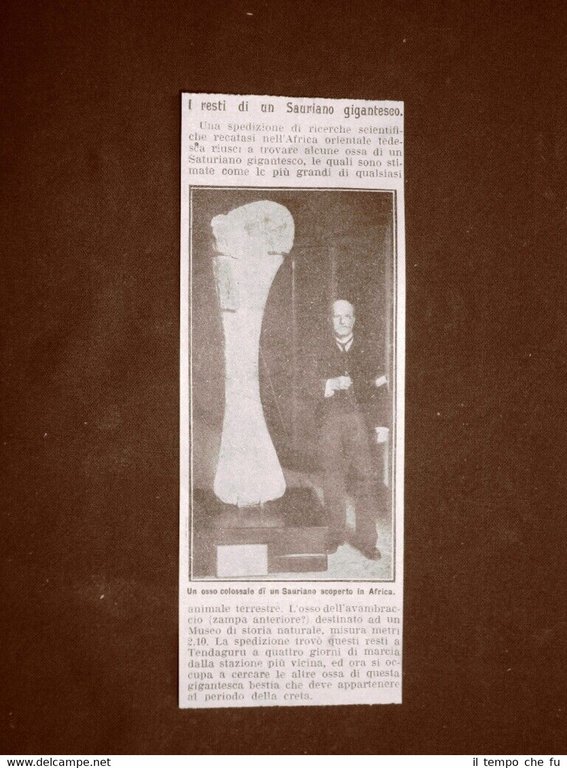 I resti di un Sauriano gigantesco.
Una spedizione di ricerche scientifi-
che recatasi nell'Africa orientale tede-
sca riuscì a trovare alcune ossa di un
Saturiano gigantesco, le quali sono sti-
mate come le più grandi di qualsiasi
Un osso colossale di un Sauriano scoperto in Africa.
animale terrestre. L'osso dell'avambrac-
cio (zampa anteriore?) destinato ad un
Museo di storia naturale, misura metri
2,10. La spedizione trovò questi resti a
Tendaguru a quattro giorni di marcia
dalla stazione più vicina, ed ora si oc-
cupa a cercare le altre ossa di questa
gigantesca bestia che deve appartenere
al periodo della creta.
www.maremagnum.com
il tempo che fu